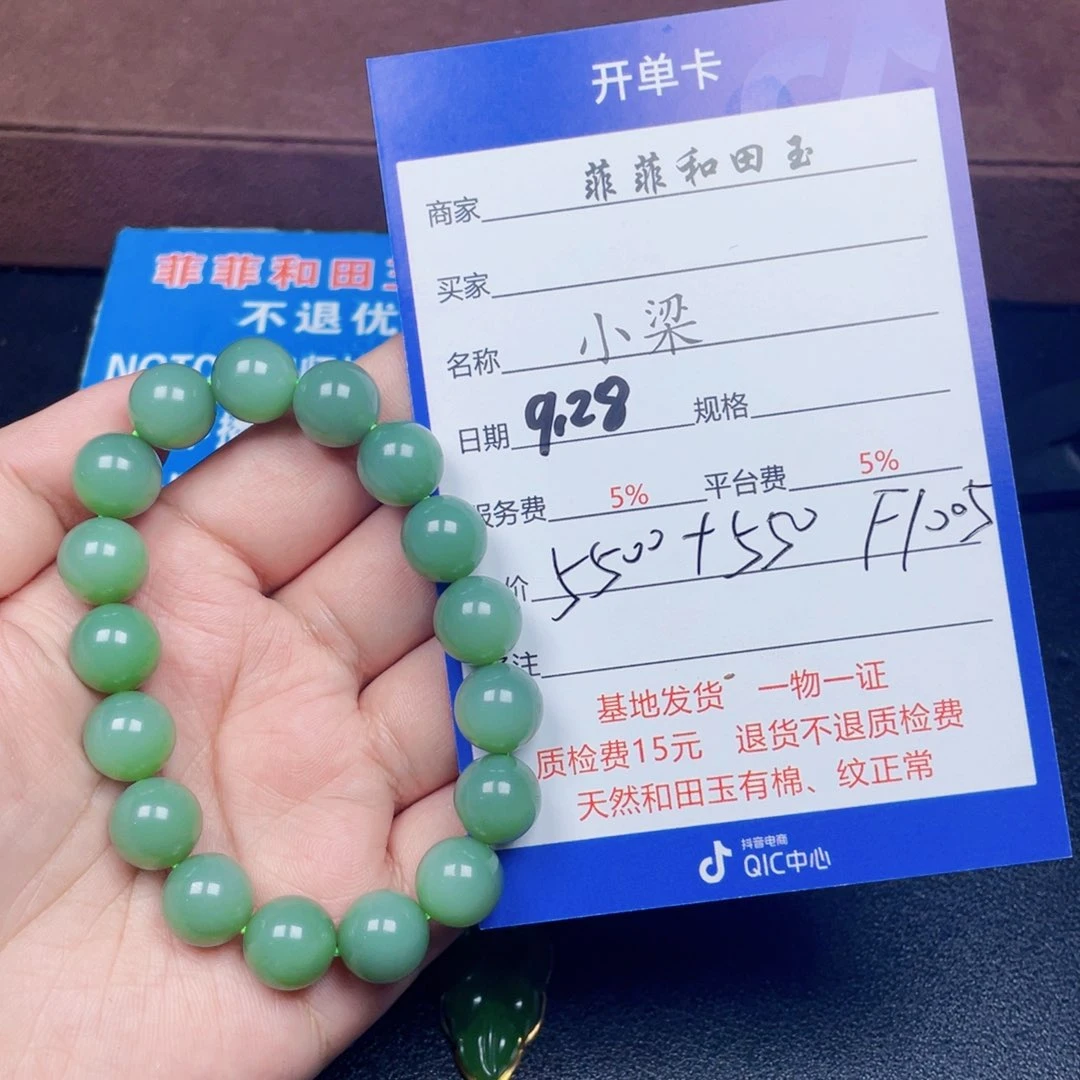 开单卡
商家 菲菲和田玉
买家
名称 小梁
日期 9.28 规格
服务费 5% 平台费 5%
价 5500+550 F1005
注
基地发货 一物一证
质检费15元 退货不退质检费
天然和田玉有棉、纹正常
抖音电商
QIC中心
菲菲和田
不退优